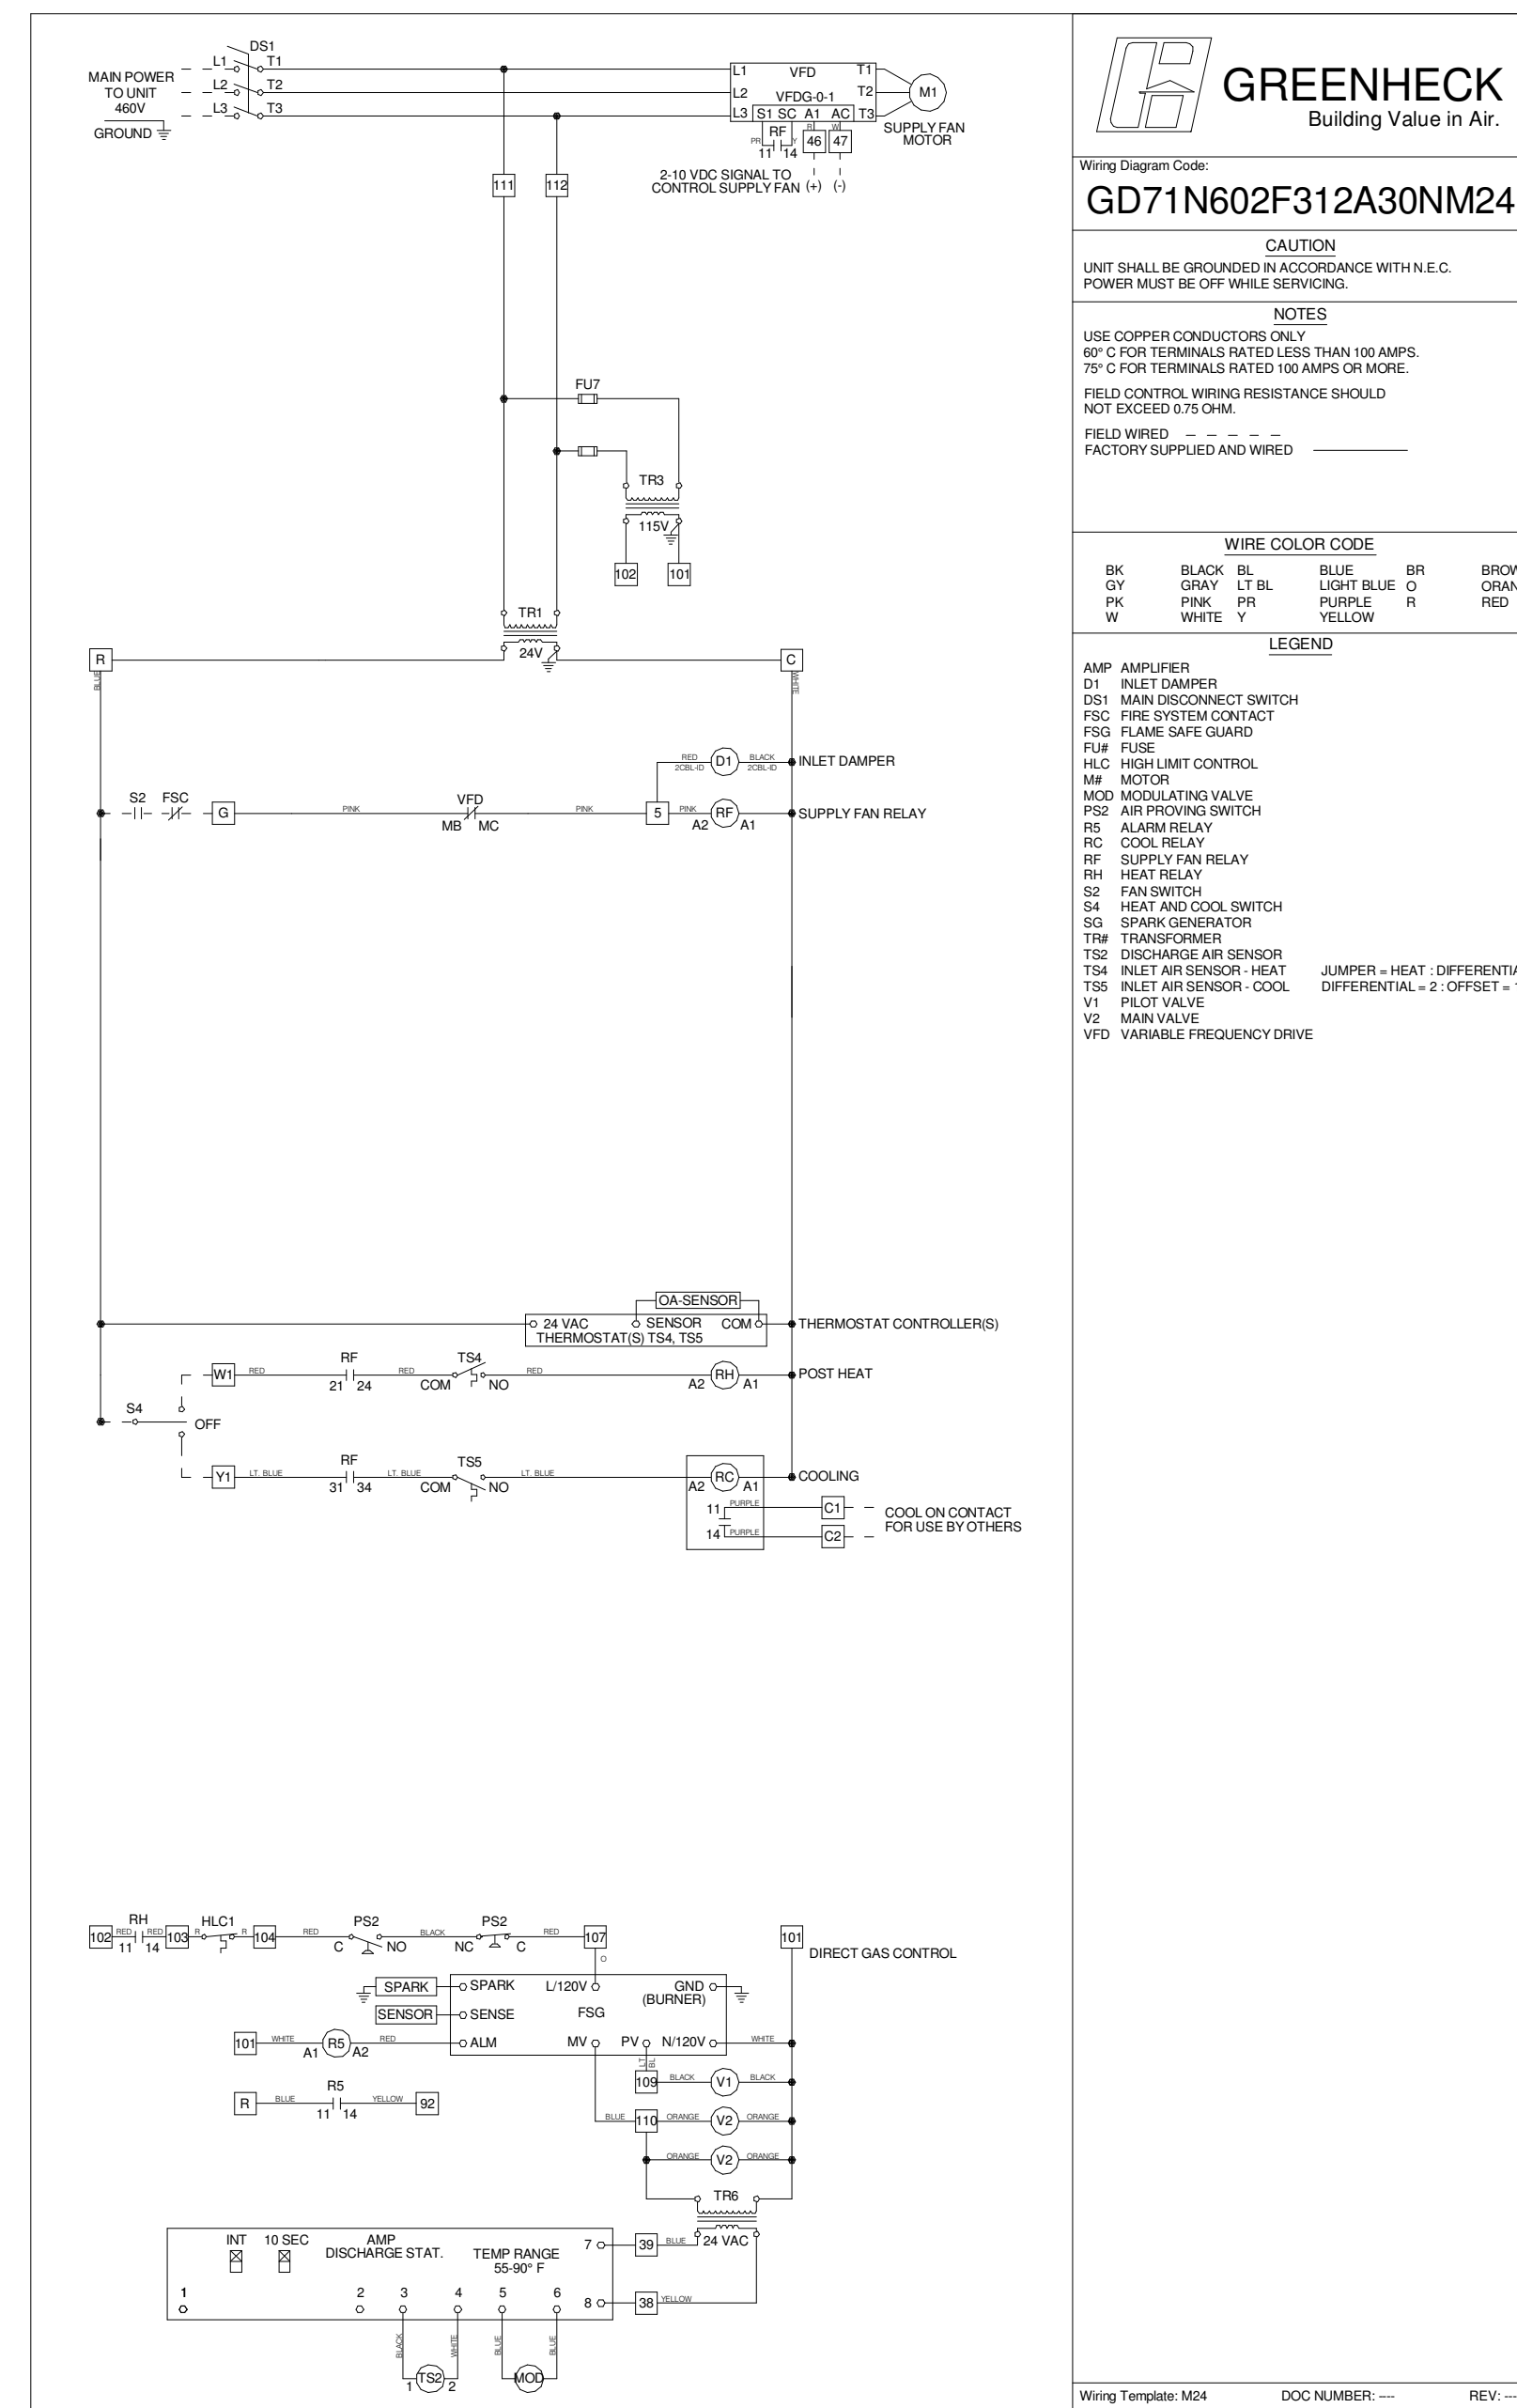 DS1
L1 T1
L2 T2
L3 T3
MAIN POWER
TO UNIT
460V
GROUND
L1 VFD T1
L2 VFDG-0-1 T2
L3 S1 SC A1 AC T3
M1
SUPPLY FAN
MOTOR
PR RF Y R W
11 14 46 47
2-10 VDC SIGNAL TO
CONTROL SUPPLY FAN (+) (-)
111 112
FU7
TR3
115V
102 101
TR1
24V
R C
BLUE WHITE
RED D1 BLACK INLET DAMPER
2CBL-ID 2CBL-ID
S2 FSC G PINK VFD PINK 5 PINK RF SUPPLY FAN RELAY
MB MC A2 A1
OA-SENSOR
24 VAC SENSOR COM THERMOSTAT CONTROLLER(S)
THERMOSTAT(S) TS4, TS5
W1 RED RF RED TS4 RED RH POST HEAT
21 24 COM NO A2 A1
S4 OFF
Y1 LT. BLUE RF LT. BLUE TS5 LT. BLUE RC COOLING
31 34 COM NO A2 A1
11 PURPLE C1 COOL ON CONTACT
14 PURPLE C2 FOR USE BY OTHERS
102 RED RH RED 103 R HLC1 R 104 RED PS2 BLACK PS2 RED 107 101
11 14 C NO NC C
DIRECT GAS CONTROL
O
SPARK SPARK L/120V GND
(BURNER)
SENSOR SENSE FSG
101 WHITE R5 RED ALM MV PV N/120V WHITE
A1 A2
LT BL
109 BLACK V1 BLACK
R BLUE R5 YELLOW 92
11 14
BLUE 110 ORANGE V2 ORANGE
ORANGE V2 ORANGE
TR6
24 VAC
INT 10 SEC AMP
DISCHARGE STAT. TEMP RANGE
55-90° F
7 39 BLUE
8 38 YELLOW
1 2 3 4 5 6
BLACK WHITE BLUE BLUE
1 TS2 2 MOD
GREENHECK
Building Value in Air.
Wiring Diagram Code:
GD71N602F312A30NM24
CAUTION
UNIT SHALL BE GROUNDED IN ACCORDANCE WITH N.E.C.
POWER MUST BE OFF WHILE SERVICING.
NOTES
USE COPPER CONDUCTORS ONLY
60° C FOR TERMINALS RATED LESS THAN 100 AMPS.
75° C FOR TERMINALS RATED 100 AMPS OR MORE.
FIELD CONTROL WIRING RESISTANCE SHOULD
NOT EXCEED 0.75 OHM.
FIELD WIRED
FACTORY SUPPLIED AND WIRED
WIRE COLOR CODE
BK BLACK BL BLUE BR BROW
GY GRAY LT BL LIGHT BLUE O ORAN
PK PINK PR PURPLE R RED
W WHITE Y YELLOW
LEGEND
AMP AMPLIFIER
D1 INLET DAMPER
DS1 MAIN DISCONNECT SWITCH
FSC FIRE SYSTEM CONTACT
FSG FLAME SAFE GUARD
FU# FUSE
HLC HIGH LIMIT CONTROL
M# MOTOR
MOD MODULATING VALVE
PS2 AIR PROVING SWITCH
R5 ALARM RELAY
RC COOL RELAY
RF SUPPLY FAN RELAY
RH HEAT RELAY
S2 FAN SWITCH
S4 HEAT AND COOL SWITCH
SG SPARK GENERATOR
TR# TRANSFORMER
TS2 DISCHARGE AIR SENSOR
TS4 INLET AIR SENSOR - HEAT JUMPER = HEAT : DIFFERENTIA
TS5 INLET AIR SENSOR - COOL DIFFERENTIAL = 2 : OFFSET =
V1 PILOT VALVE
V2 MAIN VALVE
VFD VARIABLE FREQUENCY DRIVE
Wiring Template: M24 DOC NUMBER: ---- REV: ---